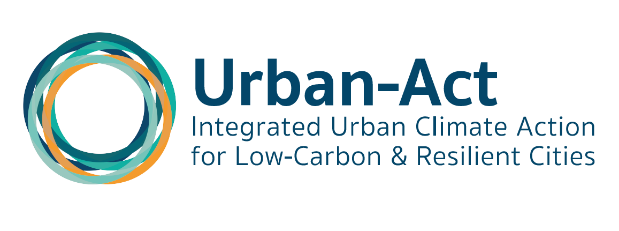 Urban-Act
Integrated Urban Climate Action
for Low-Carbon & Resilient Cities